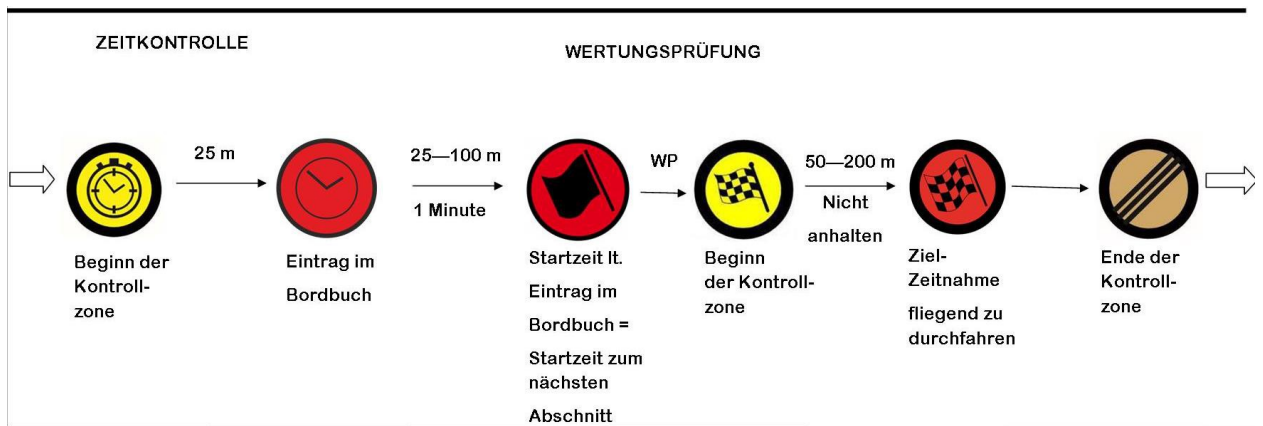 ZEITKONTROLLE
WERTUNGSPRÜFUNG
25 m
25—100 m
1 Minute
WP
50—200 m
Nicht
anhalten
Beginn der
Kontroll-
zone
Eintrag im
Bordbuch
Startzeit lt.
Eintrag im
Bordbuch =
Startzeit zum
nächsten
Abschnitt
Beginn
der Kontroll-
zone
Ziel-
Zeitnahme
fliegend zu
durchfahren
Ende der
Kontroll-
zone